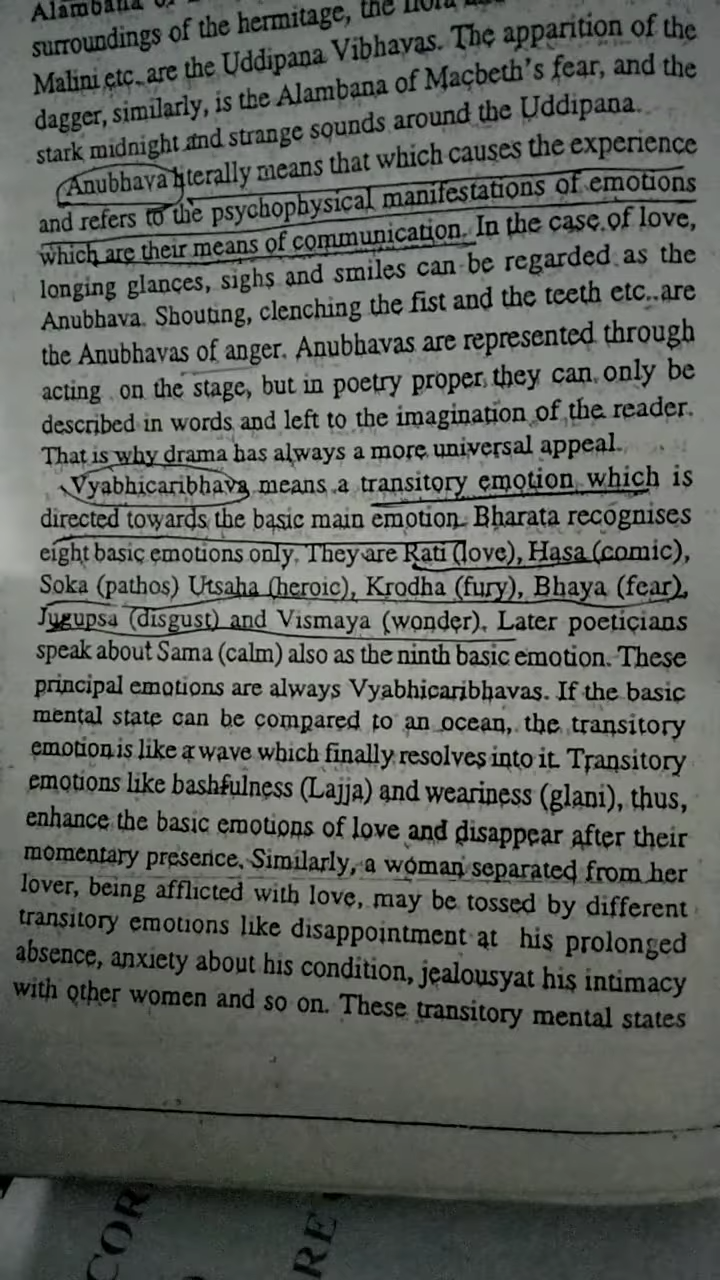 Alambana
surroundings of the hermitage, the flora
Malini etc. are the Uddipana Vibhavas. The apparition of the
dagger, similarly, is the Alambana of Macbeth's fear, and the
stark midnight and strange sounds around the Uddipana.
Anubhava literally means that which causes the experience
and refers to the psychophysical manifestations of emotions
which are their means of communication. In the case of love,
longing glances, sighs and smiles can be regarded as the
Anubhava. Shouting, clenching the fist and the teeth etc..are
the Anubhavas of anger. Anubhavas are represented through
acting on the stage, but in poetry proper, they can only be
described in words and left to the imagination of the reader.
That is why drama has always a more universal appeal.
Vyabhicaribhava means a transitory emotion which is
directed towards the basic main emotion. Bharata recognises
eight basic emotions only. They are Rati (love), Hasa (comic),
Soka (pathos) Utsaha (heroic), Krodha (fury), Bhaya (fear),
Jugupsa (disgust) and Vismaya (wonder). Later poeticians
speak about Sama (calm) also as the ninth basic emotion. These
principal emotions are always Vyabhicaribhavas. If the basic
mental state can be compared to an ocean, the transitory
emotion is like a wave which finally resolves into it. Transitory
emotions like bashfulness (Lajja) and weariness (glani), thus,
enhance the basic emotions of love and disappear after their
momentary presence. Similarly, a woman separated from her
lover, being afflicted with love, may be tossed by different
transitory emotions like disappointment at his prolonged
absence, anxiety about his condition, jealousyat his intimacy
with other women and so on. These transitory mental states
COR
RE